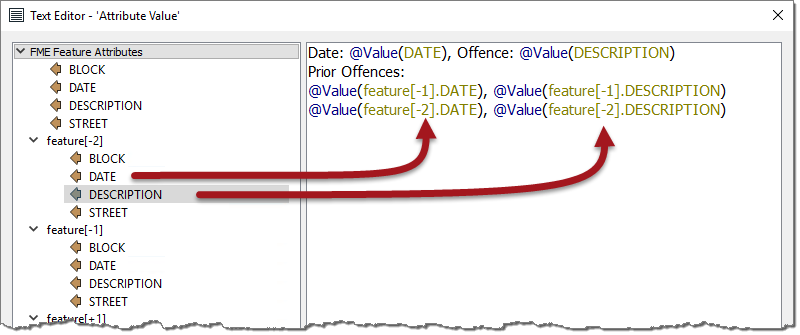 Text Editor - 'Attribute Value'
FME Feature Attributes
BLOCK
DATE
DESCRIPTION
STREET
feature[-2]
BLOCK
DATE
DESCRIPTION
STREET
feature[-1]
BLOCK
DATE
DESCRIPTION
STREET
feature[+1]
Date: @Value(DATE), Offence: @Value(DESCRIPTION)
Prior Offences:
@Value(feature[-1].DATE), @Value(feature[-1].DESCRIPTION)
@Value(feature[-2].DATE), @Value(feature[-2].DESCRIPTION)